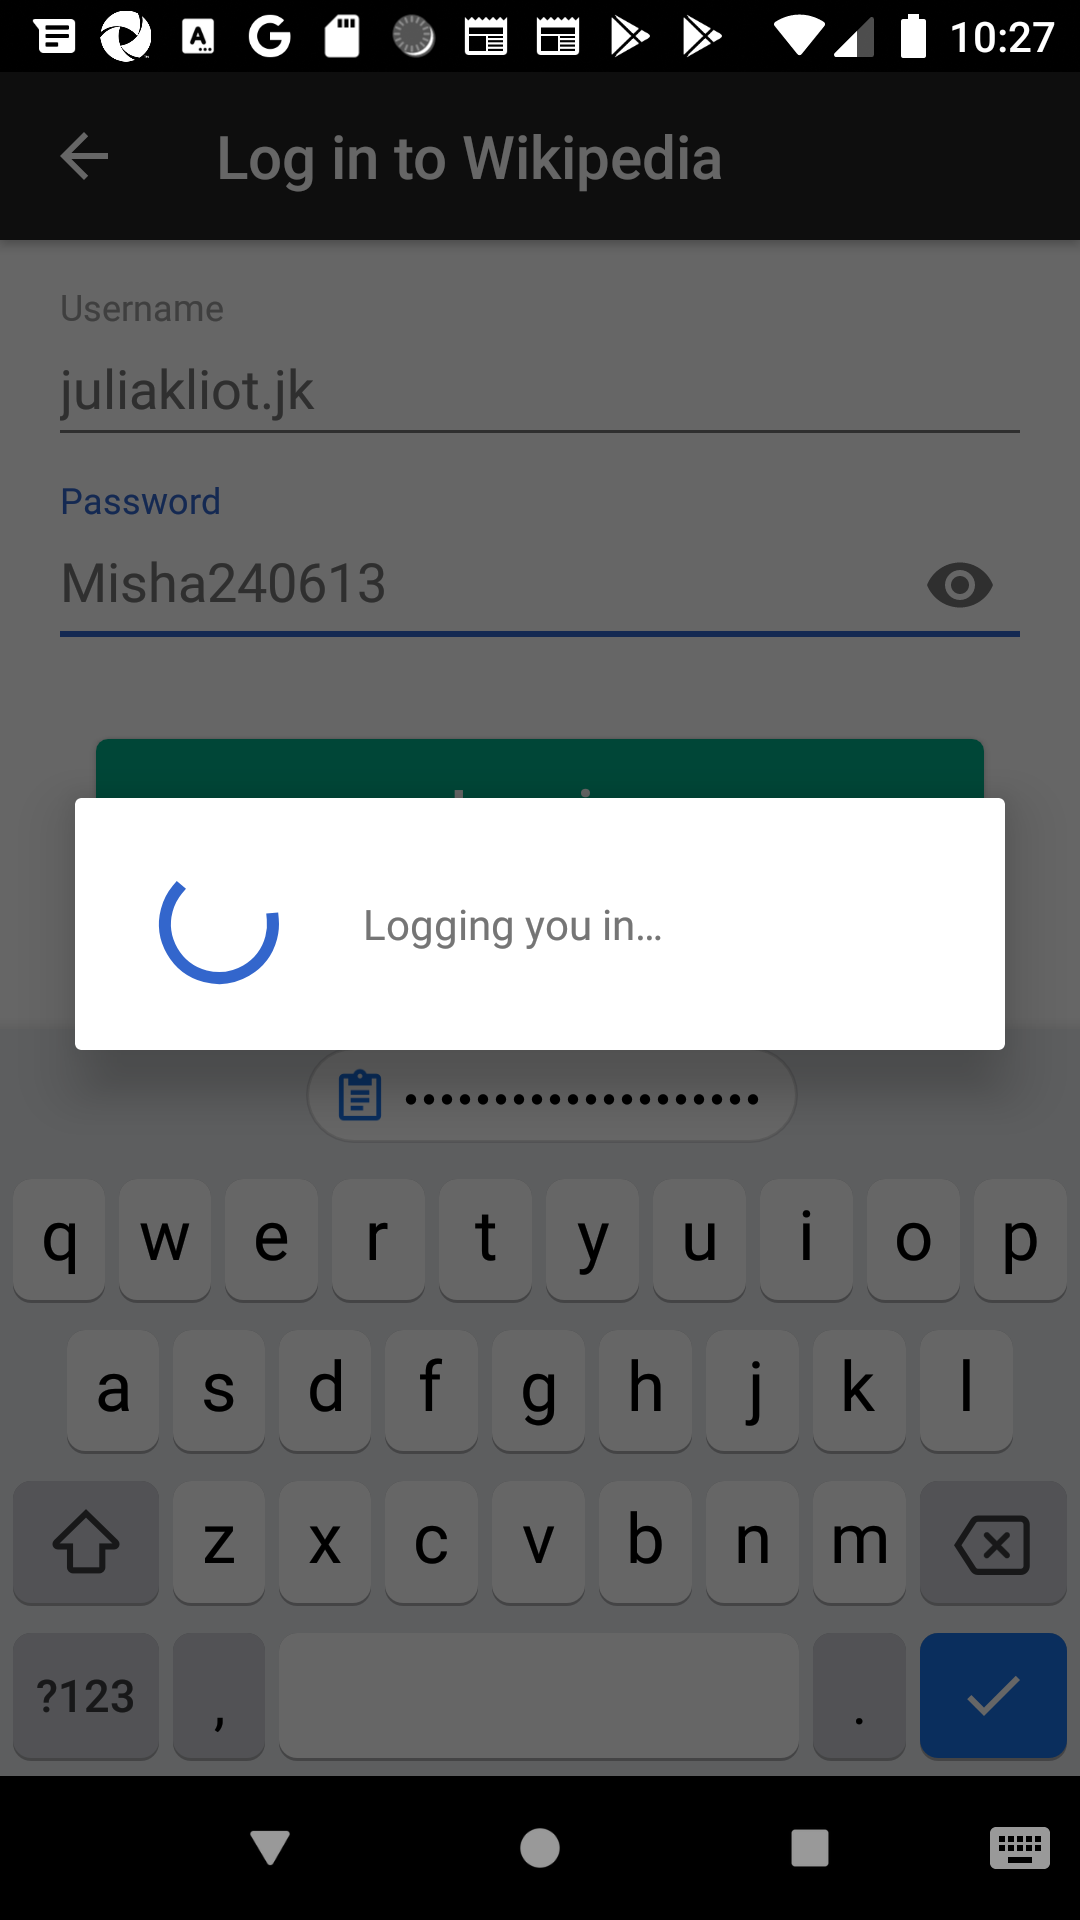 10:27
Log in to Wikipedia
Username
juliakliot.jk
Password
Misha240613
Logging you in…
••••••••••••••••••••
q w e r t y u i o p
a s d f g h j k l
z x c v b n m
?123 , .